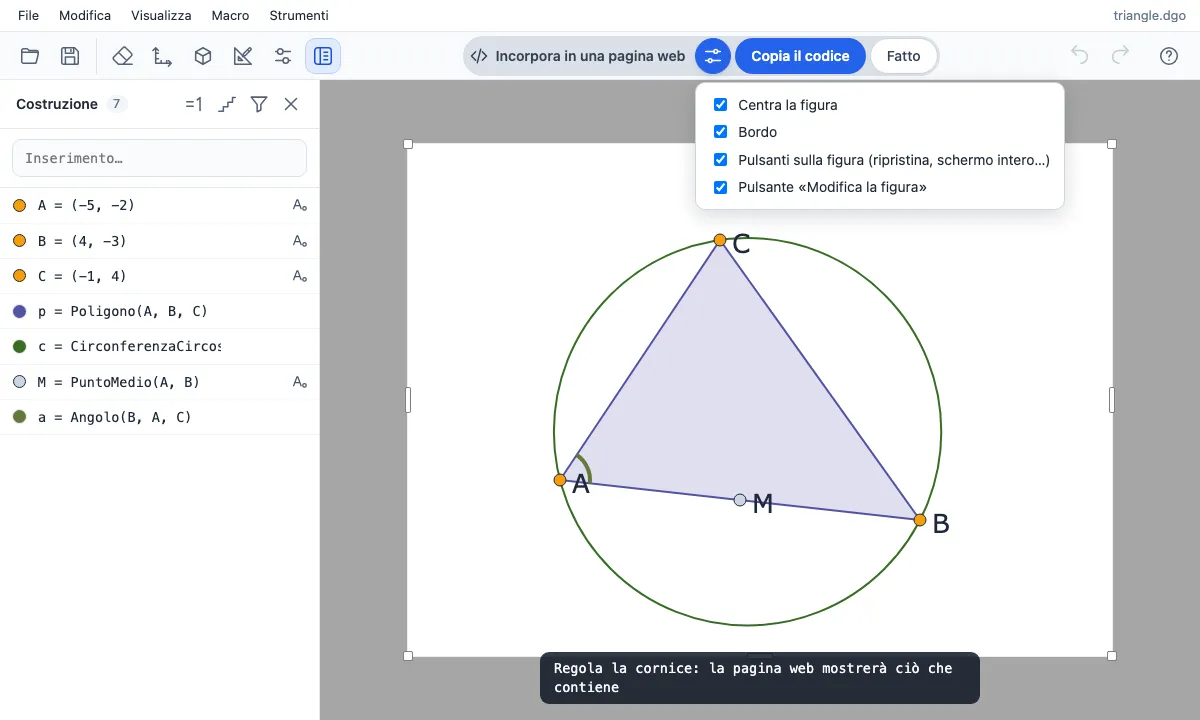 File Modifica Visualizza Macro Strumenti triangle.dgo
Incorpora in una pagina web Copia il codice Fatto
Costruzione 7 =1
Centra la figura
Bordo
Pulsanti sulla figura (ripristina, schermo intero…)
Pulsante «Modifica la figura»
Inserimento…
A = (−5, −2)
B = (4, −3)
C = (−1, 4)
p = Poligono(A, B, C)
c = CirconferenzaCircos
M = PuntoMedio(A, B)
a = Angolo(B, A, C)
C
A
M
B
Regola la cornice: la pagina web mostrerà ciò che
contiene